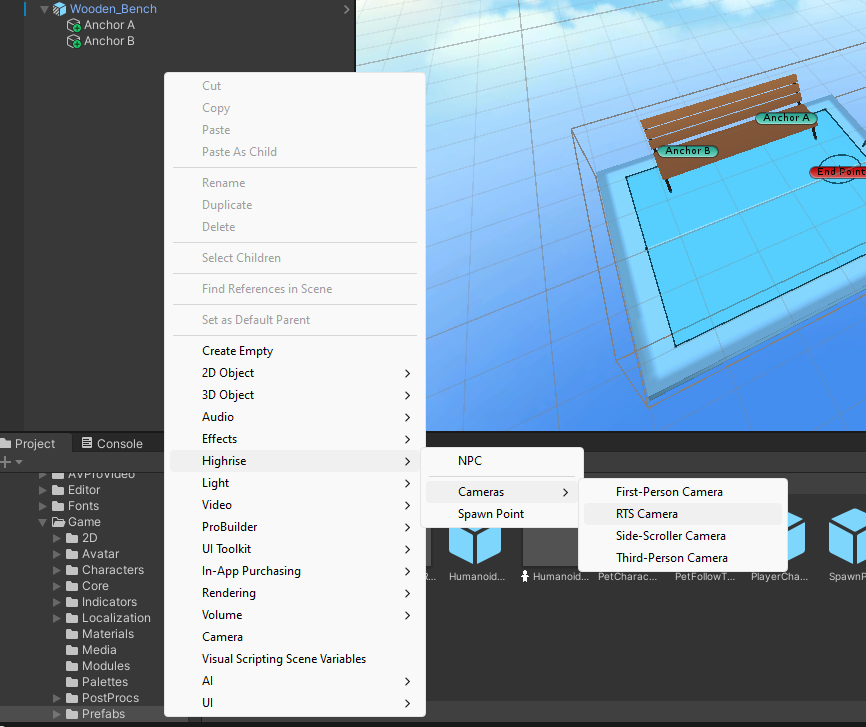 Wooden_Bench
Anchor A
Anchor B
Cut
Copy
Paste
Paste As Child
Rename
Duplicate
Delete
Select Children
Find References in Scene
Set as Default Parent
Create Empty
2D Object
3D Object
Audio
Effects
Highrise
Light
Video
ProBuilder
UI Toolkit
In-App Purchasing
Rendering
Volume
Camera
Visual Scripting Scene Variables
AI
UI
NPC
Cameras
Spawn Point
First-Person Camera
RTS Camera
Side-Scroller Camera
Third-Person Camera
Anchor A
Anchor B
End Point
Project
Console
AVProVideo
Editor
Fonts
Game
2D
Avatar
Characters
Core
Indicators
Localization
Materials
Media
Modules
Palettes
PostProcs
Prefabs
R...
Humanoid...
Humanoid...
PetCharac...
PetFollowT...
PlayerCha...
SpawnP